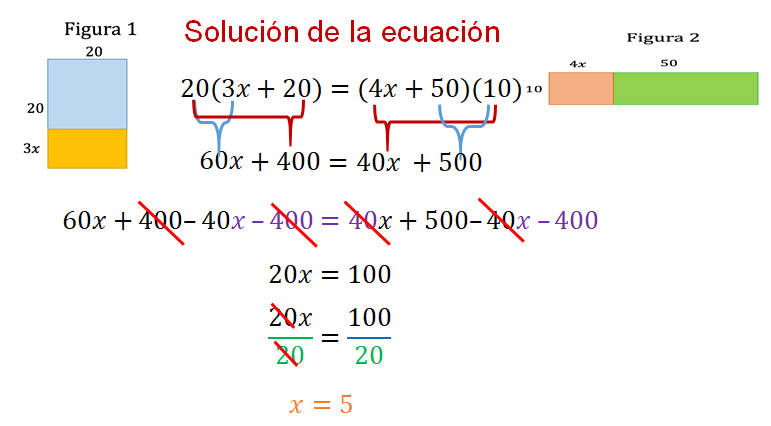 Figura 1
20
20
3x
Solución de la ecuación
Figura 2
4x 50
10
20(3x + 20) = (4x + 50)(10)
60x + 400 = 40x + 500
60x + 400 – 40x – 400 = 40x + 500 – 40x – 400
20x = 100
20x/20 = 100/20
x = 5